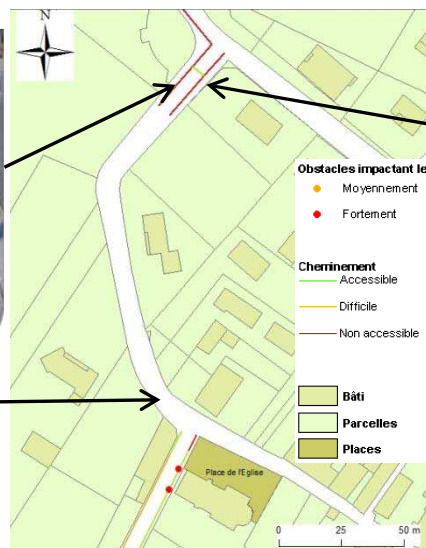 Obstacles impactant le
Moyennement
Fortement
Cheminement
Accessible
Difficile
Non accessible
Bâti
Parcelles
Places
Place de l'Eglise
0 25 50 m